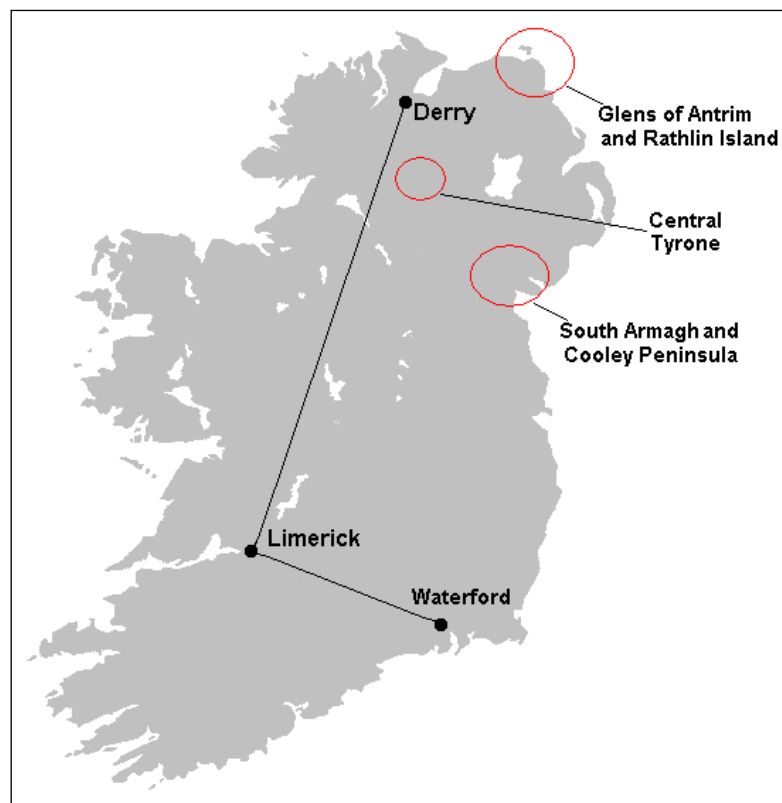 Derry
Glens of Antrim
and Rathlin Island
Central
Tyrone
South Armagh and
Cooley Peninsula
Limerick
Waterford